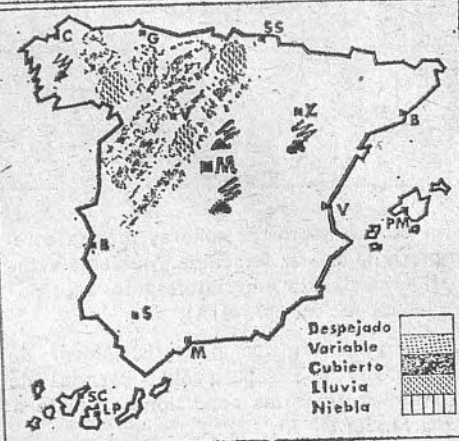 C
G
SS
V
Z
B
M
V
PM
B
S
M
SC
LP
Despejado
Variable
Cubierto
Lluvia
Niebla